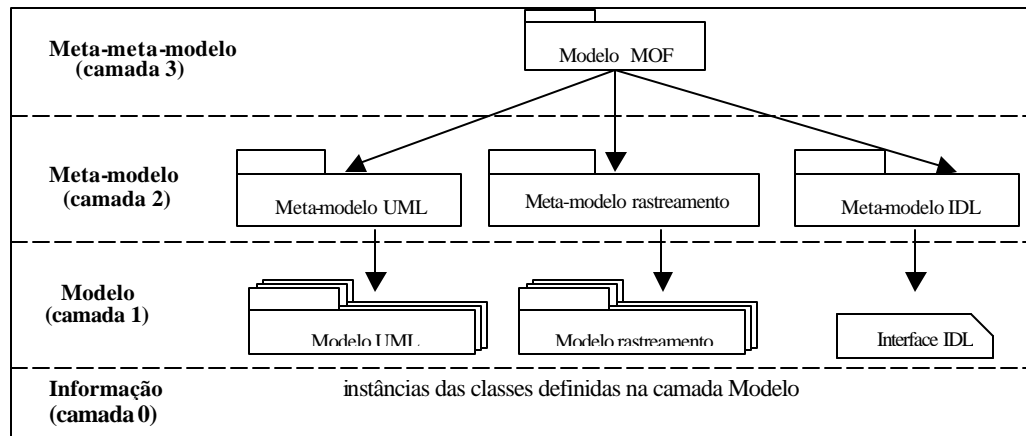 Meta-meta-modelo
(camada 3)
Modelo MOF
Meta-modelo
(camada 2)
Meta-modelo UML
Meta-modelo rastreamento
Meta-modelo IDL
Modelo
(camada 1)
Modelo UML
Modelo rastreamento
Interface IDL
Informação
(camada 0)
instâncias das classes definidas na camada Modelo